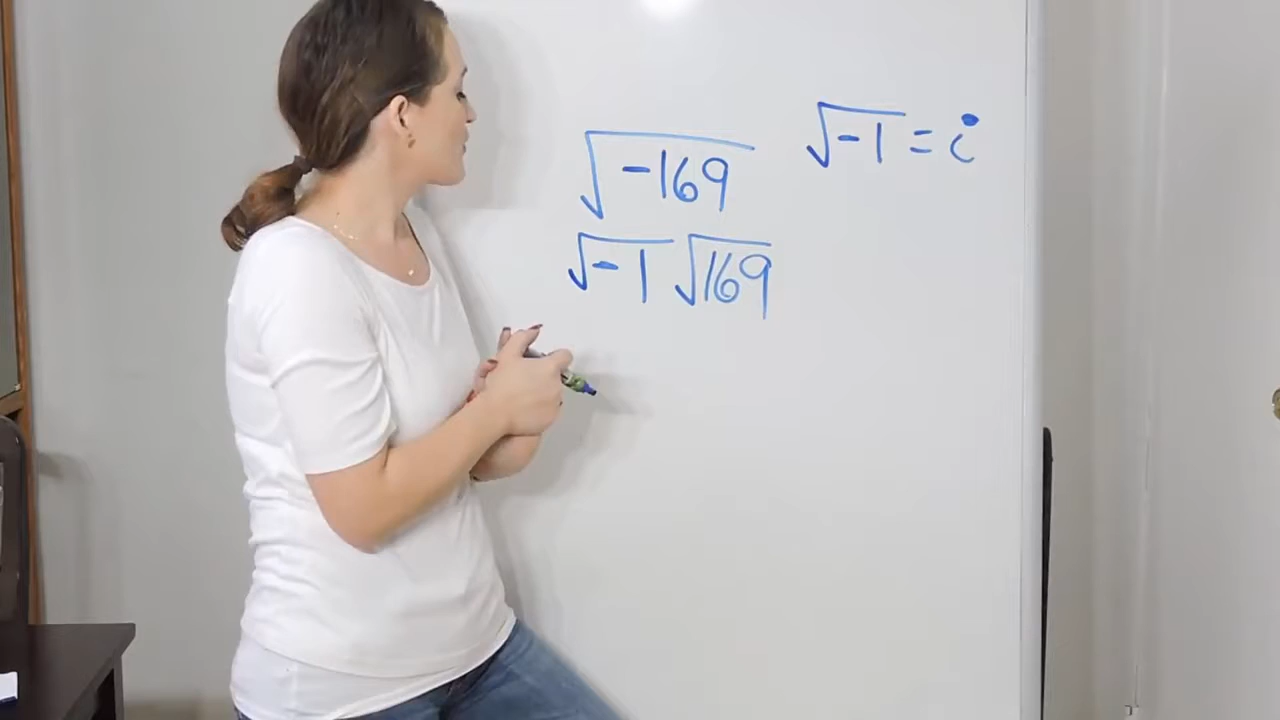 √-169
√-1 = i
√-1 √169